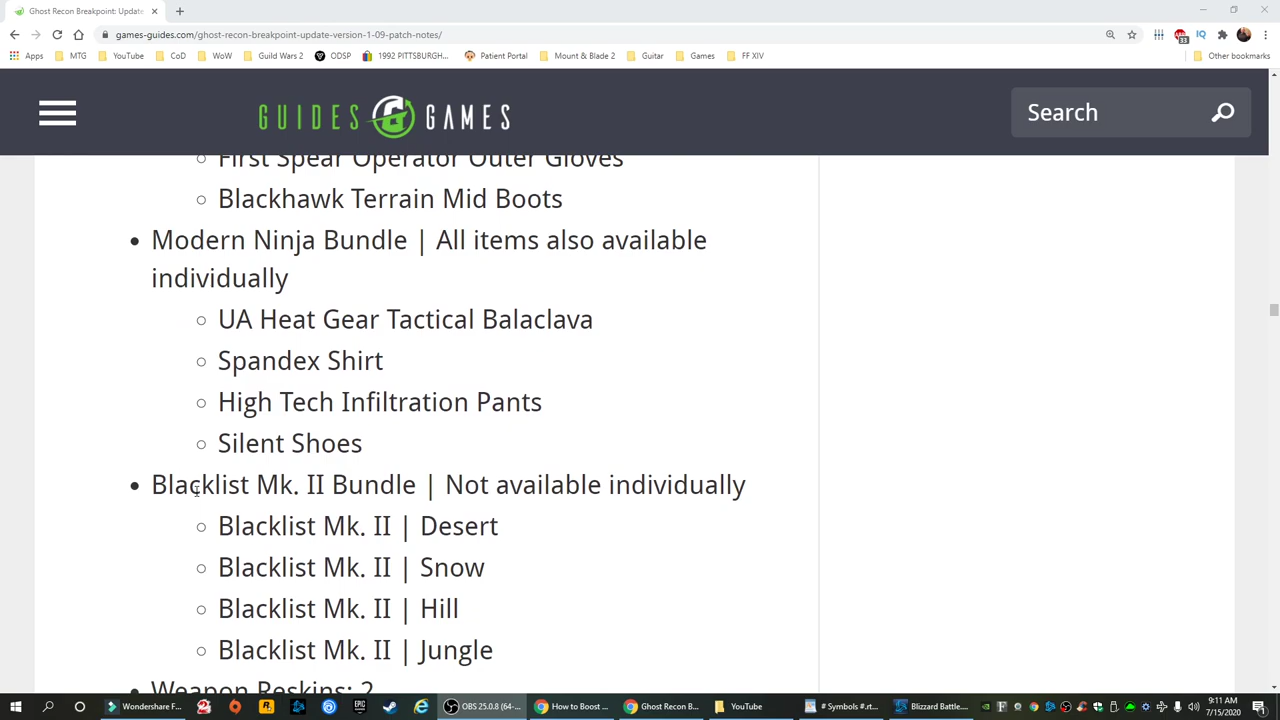 Ghost Recon Breakpoint: Update
games-guides.com/ghost-recon-breakpoint-update-version-1-09-patch-notes/
33
Apps MTG YouTube CoD WoW Guild Wars 2 ODSP 1992 PITTSBURGH... Patient Portal Mount & Blade 2 Guitar Games FF XIV Other bookmarks
GUIDES GAMES
Search
First Spear Operator Outer Gloves
Blackhawk Terrain Mid Boots
Modern Ninja Bundle | All items also available
individually
UA Heat Gear Tactical Balaclava
Spandex Shirt
High Tech Infiltration Pants
Silent Shoes
Blacklist Mk. II Bundle | Not available individually
Blacklist Mk. II | Desert
Blacklist Mk. II | Snow
Blacklist Mk. II | Hill
Blacklist Mk. II | Jungle
Weapon Reskins: 2
Wondershare F... OBS 25.0.8 (64-... How to Boost ... Ghost Recon B... YouTube # Symbols #.rt... Blizzard Battle...
9:11 AM
7/15/2020